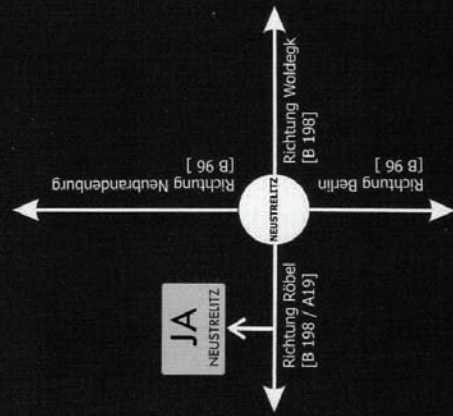 JA
NEUSTRELITZ
Richtung Neubrandenburg
[B 96 ]
NEUSTRELITZ
Richtung Röbel
[B 198 / A19]
Richtung Woldegk
[B 198]
Richtung Berlin
[B 96 ]